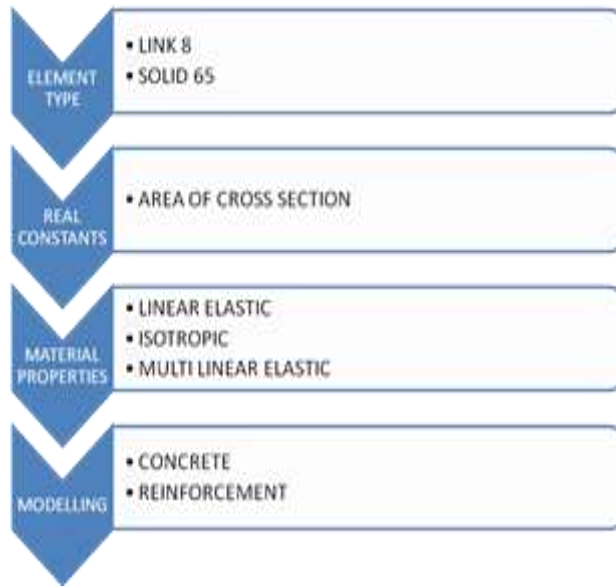 ELEMENT
TYPE
• LINK 8
• SOLID 65
REAL
CONSTANTS
• AREA OF CROSS SECTION
MATERIAL
PROPERTIES
• LINEAR ELASTIC
• ISOTROPIC
• MULTI LINEAR ELASTIC
MODELLING
• CONCRETE
• REINFORCEMENT